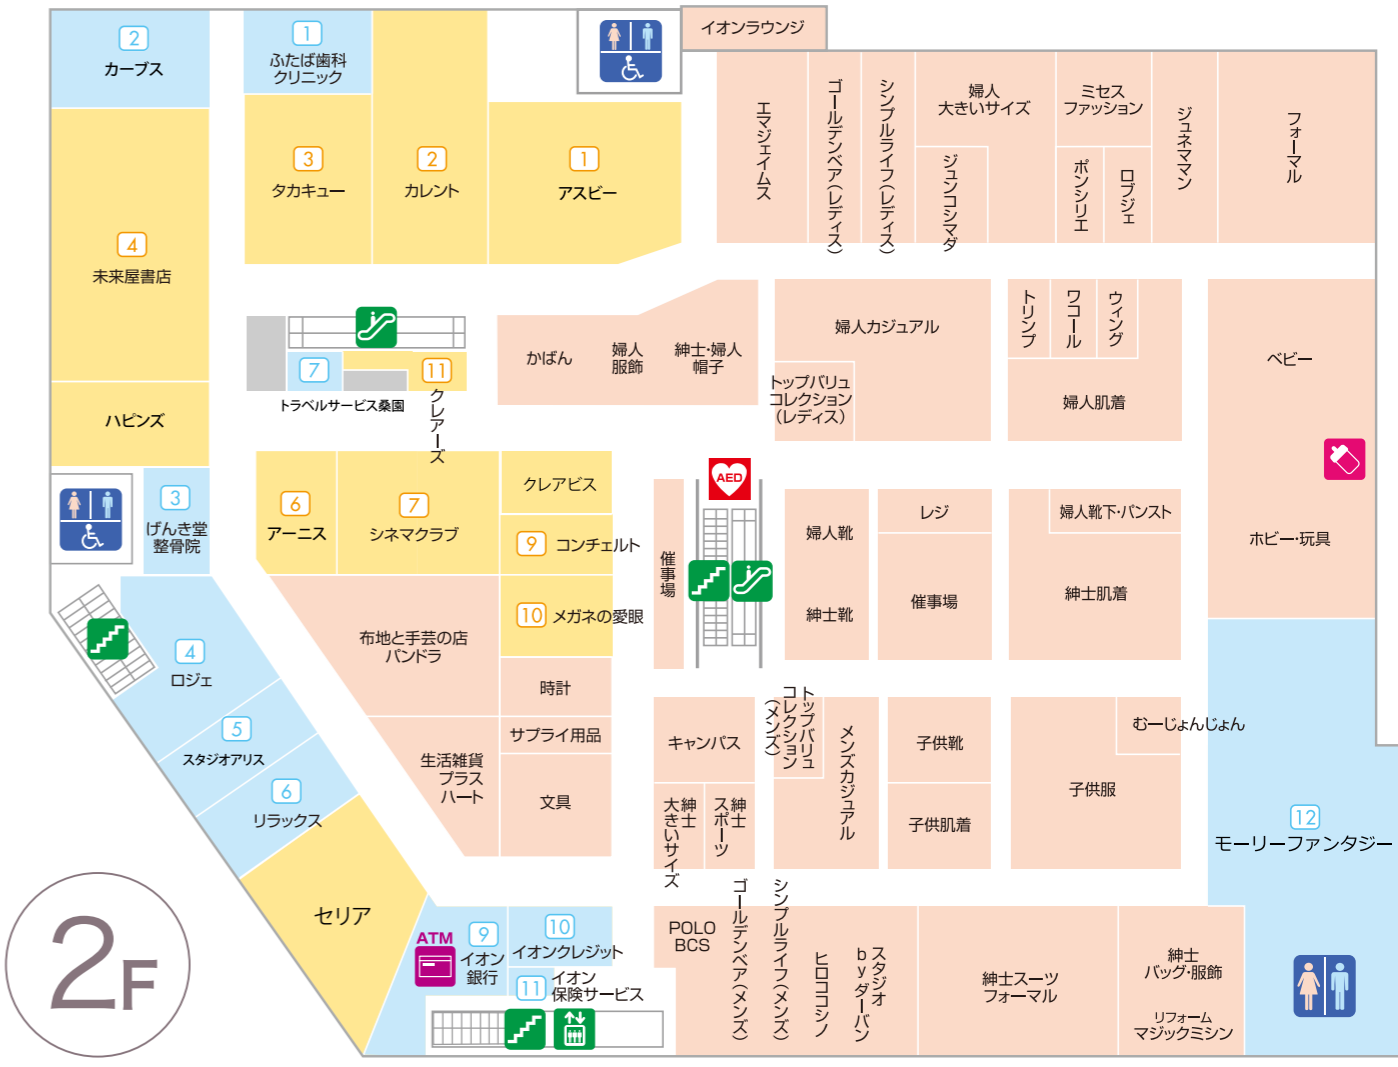 2
カーブス
1
ふたば歯科
クリニック
イオンラウンジ
3
タカキュー
2
カレント
1
アスビー
エマジェイムス
ゴールデンベア(レディス)
シンプルライフ(レディス)
婦人
大きいサイズ
ジュンコシマダ
ミセス
ファッション
ポンシリエ
ロブジェ
ジュネママン
フォーマル
4
未来屋書店
ハピンズ
7
トラベルサービス桑園
11
クレアーズ
かばん
婦人
服飾
紳士・婦人
帽子
婦人カジュアル
トップバリュ
コレクション
(レディス)
トリンプ
ワコール
ウィング
婦人肌着
ベビー
ホビー・玩具
3
げんき堂
整骨院
6
アーニス
7
シネマクラブ
クレアビス
9
コンチェルト
10
メガネの愛眼
AED
催事場
婦人靴
紳士靴
レジ
催事場
婦人靴下・パンスト
紳士肌着
4
ロジェ
5
スタジオアリス
6
リラックス
布地と手芸の店
パンドラ
時計
サプライ用品
生活雑貨
プラス
ハート
文具
キャンパス
紳士
大きいサイズ
紳士
スポーツ
トップバリュ
コレクション
(メンズ)
メンズカジュアル
子供靴
子供肌着
むーじょんじょん
子供服
12
モーリーファンタジー
セリア
ATM
9
イオン
銀行
10
イオンクレジット
11
イオン
保険サービス
POLO
BCS
ゴールデンベア(メンズ)
シンプルライフ(メンズ)
ヒロココシノ
スタジオ
byダーバン
紳士スーツ
フォーマル
紳士
バッグ・服飾
リフォーム
マジックミシン
2F